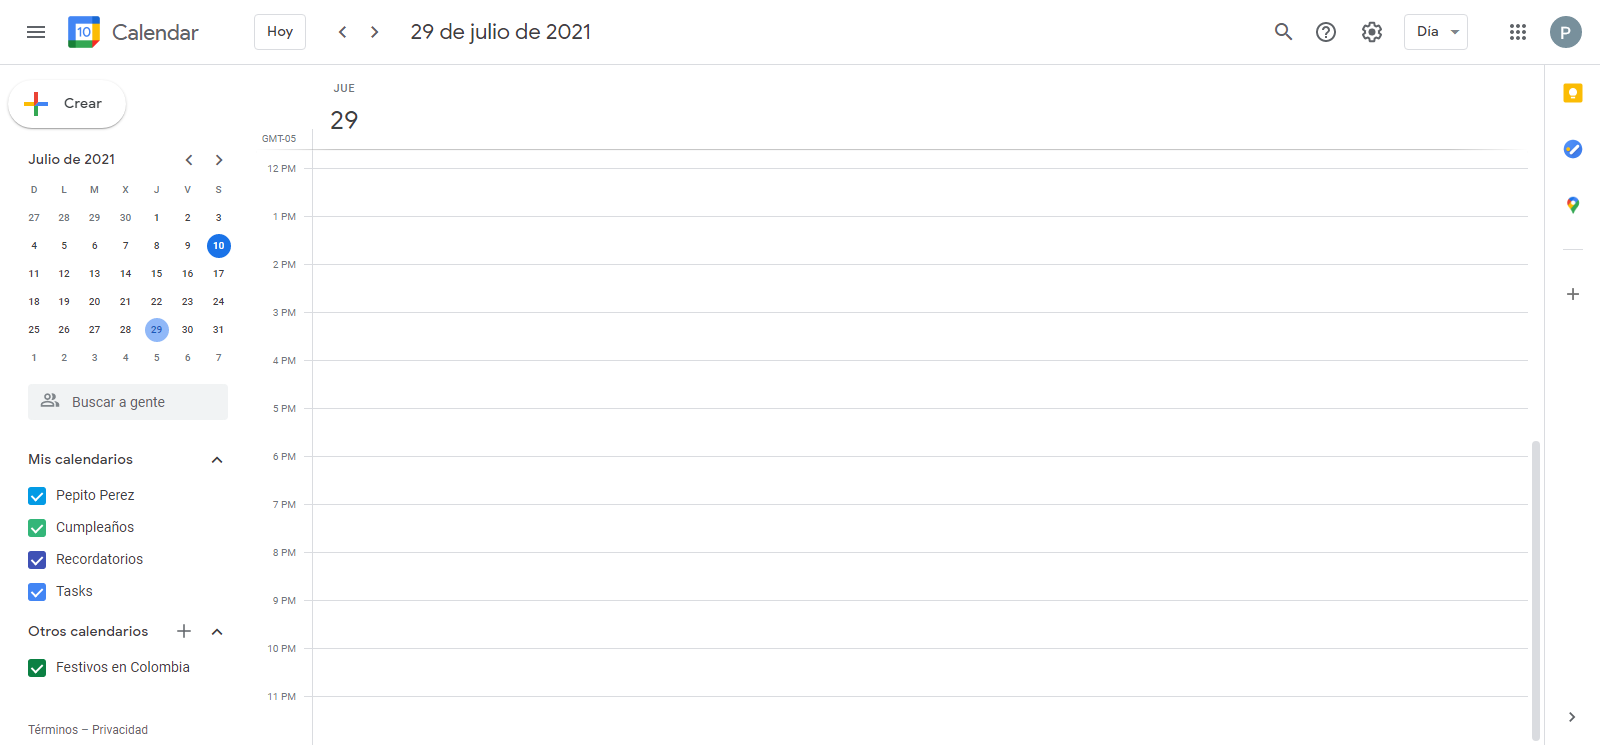 10 Calendar Hoy 29 de julio de 2021 Día P
Crear
JUE
29
GMT-05
Julio de 2021
D L M X J V S
27 28 29 30 1 2 3
4 5 6 7 8 9 10
11 12 13 14 15 16 17
18 19 20 21 22 23 24
25 26 27 28 29 30 31
1 2 3 4 5 6 7
Buscar a gente
Mis calendarios
Pepito Perez
Cumpleaños
Recordatorios
Tasks
Otros calendarios
Festivos en Colombia
Términos – Privacidad
12 PM
1 PM
2 PM
3 PM
4 PM
5 PM
6 PM
7 PM
8 PM
9 PM
10 PM
11 PM